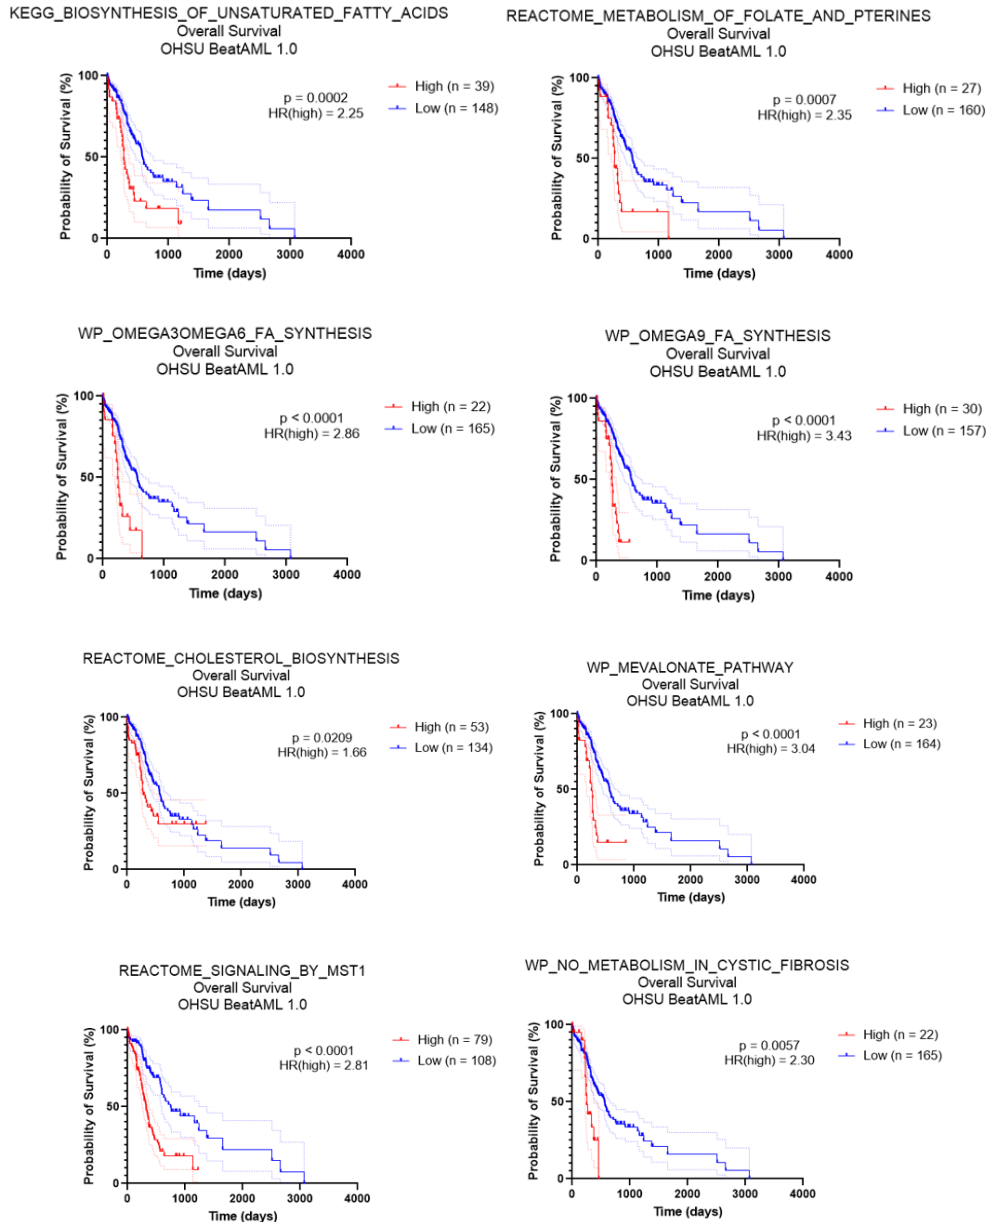 KEGG_BIOSYNTHESIS_OF_UNSATURATED_FATTY_ACIDS
Overall Survival
OHSU BeatAML 1.0
p = 0.0002
HR(high) = 2.25
High (n = 39)
Low (n = 148)
Probability of Survival (%)
100
50
0
0 1000 2000 3000 4000
Time (days)
REACTOME_METABOLISM_OF_FOLATE_AND_PTERINES
Overall Survival
OHSU BeatAML 1.0
p = 0.0007
HR(high) = 2.35
High (n = 27)
Low (n = 160)
Probability of Survival (%)
100
50
0
0 1000 2000 3000 4000
Time (days)
WP_OMEGA3OMEGA6_FA_SYNTHESIS
Overall Survival
OHSU BeatAML 1.0
p < 0.0001
HR(high) = 2.86
High (n = 22)
Low (n = 165)
Probability of Survival (%)
100
50
0
0 1000 2000 3000 4000
Time (days)
WP_OMEGA9_FA_SYNTHESIS
Overall Survival
OHSU BeatAML 1.0
p < 0.0001
HR(high) = 3.43
High (n = 30)
Low (n = 157)
Probability of Survival (%)
100
50
0
0 1000 2000 3000 4000
Time (days)
REACTOME_CHOLESTEROL_BIOSYNTHESIS
Overall Survival
OHSU BeatAML 1.0
p = 0.0209
HR(high) = 1.66
High (n = 53)
Low (n = 134)
Probability of Survival (%)
100
50
0
0 1000 2000 3000 4000
Time (days)
WP_MEVALONATE_PATHWAY
Overall Survival
OHSU BeatAML 1.0
p < 0.0001
HR(high) = 3.04
High (n = 23)
Low (n = 164)
Probability of Survival (%)
100
50
0
0 1000 2000 3000 4000
Time (days)
REACTOME_SIGNALING_BY_MST1
Overall Survival
OHSU BeatAML 1.0
p < 0.0001
HR(high) = 2.81
High (n = 79)
Low (n = 108)
Probability of Survival (%)
100
50
0
0 1000 2000 3000 4000
Time (days)
WP_NO_METABOLISM_IN_CYSTIC_FIBROSIS
Overall Survival
OHSU BeatAML 1.0
p = 0.0057
HR(high) = 2.30
High (n = 22)
Low (n = 165)
Probability of Survival (%)
100
50
0
0 1000 2000 3000 4000
Time (days)